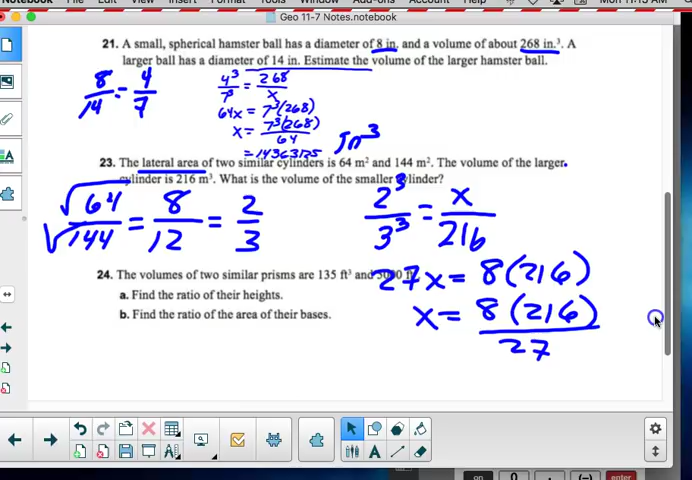 Geo 11-7 Notes.notebook
21. A small, spherical hamster ball has a diameter of 8 in. and a volume of about 268 in.³. A
larger ball has a diameter of 14 in. Estimate the volume of the larger hamster ball.
8/14 = 4/7
4³/7³ = 268/x
64x = 7³(268)
x = 7³(268)/64
= 1436.3125 in³
23. The lateral area of two similar cylinders is 64 m² and 144 m². The volume of the larger
cylinder is 216 m³. What is the volume of the smaller cylinder?
√64/√144 = 8/12 = 2/3
2³/3³ = x/216
27x = 8(216)
x = 8(216)/27
24. The volumes of two similar prisms are 135 ft³ and 5000 ft³.
a. Find the ratio of their heights.
b. Find the ratio of the area of their bases.
on
0
.
(-)
enter